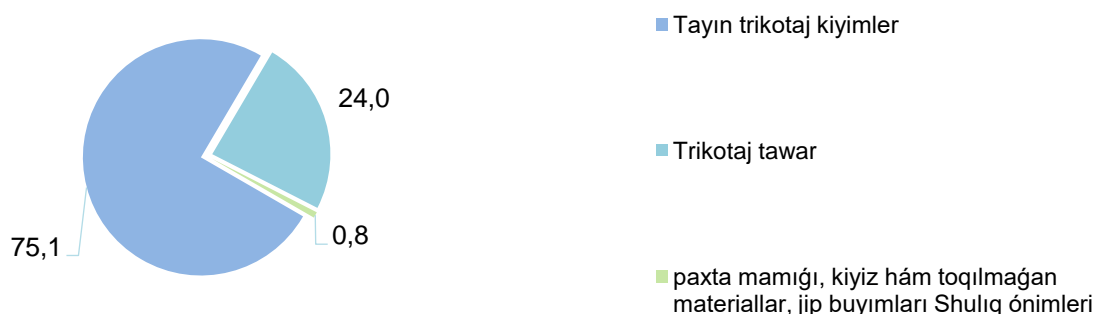 Tayın trikotaj kiyimler
24,0
Trikotaj tawar
0,8
75,1
paxta mamıǵı, kiyiz hám toqılmaǵan
materiallar, jip buyımları Shulıq ónimleri